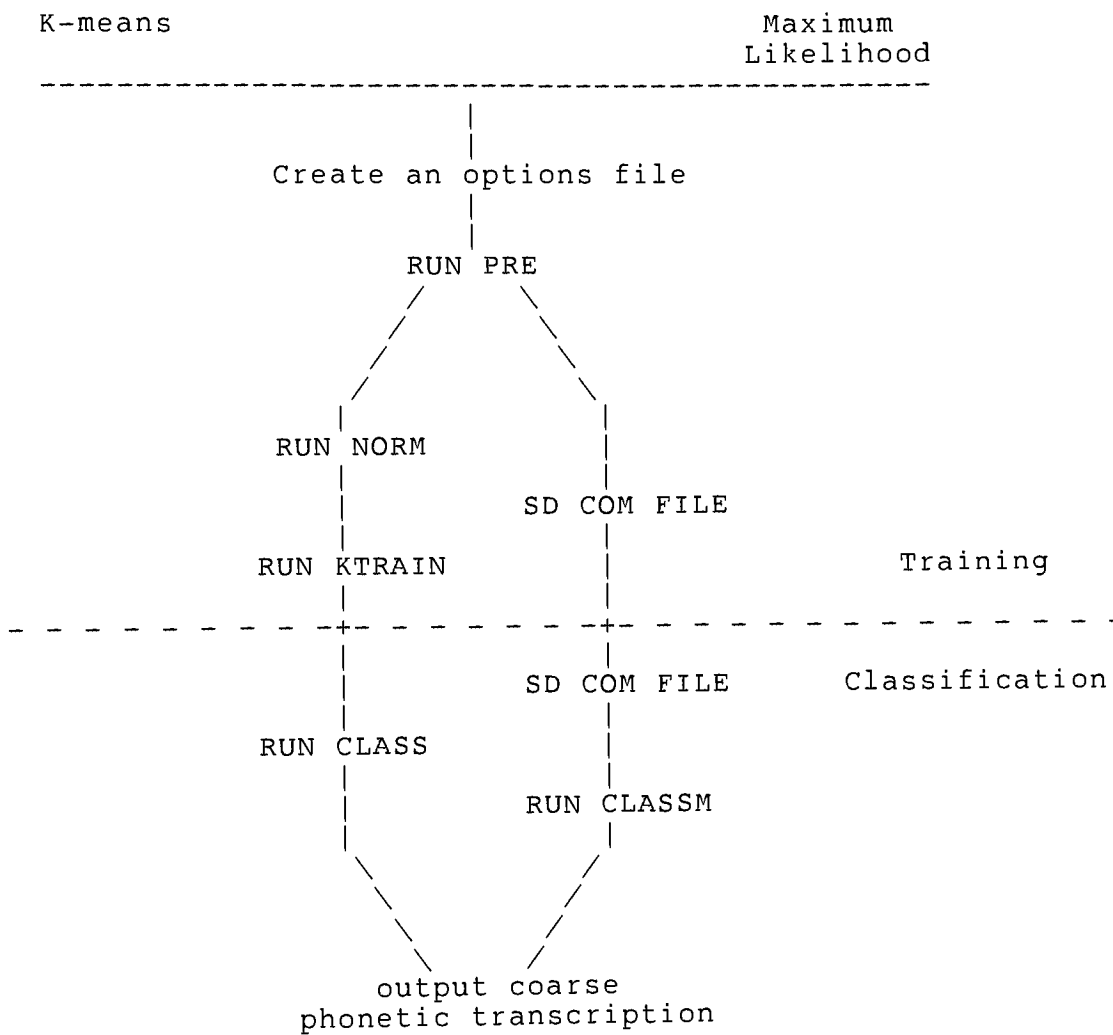 K-means Maximum
Likelihood
Create an options file
RUN PRE
RUN NORM
SD COM FILE
RUN KTRAIN Training
SD COM FILE Classification
RUN CLASS
RUN CLASSM
output coarse
phonetic transcription